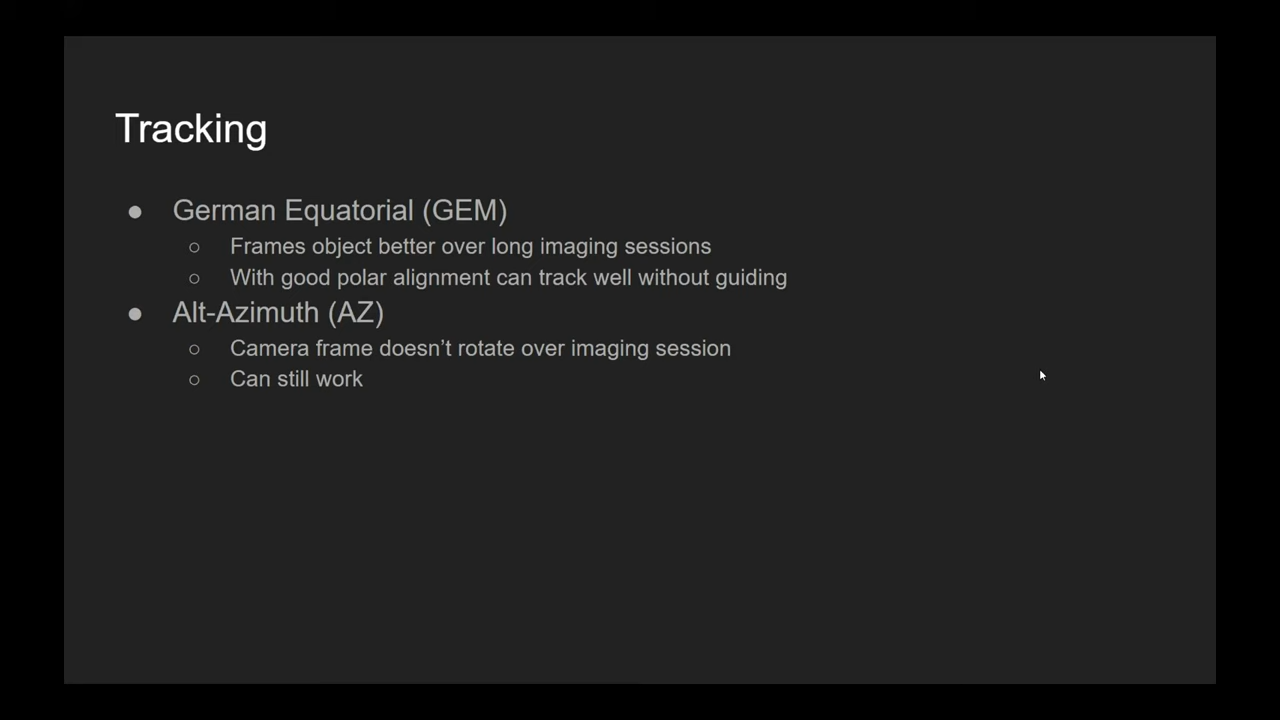 Tracking
● German Equatorial (GEM)
○ Frames object better over long imaging sessions
○ With good polar alignment can track well without guiding
● Alt-Azimuth (AZ)
○ Camera frame doesn’t rotate over imaging session
○ Can still work